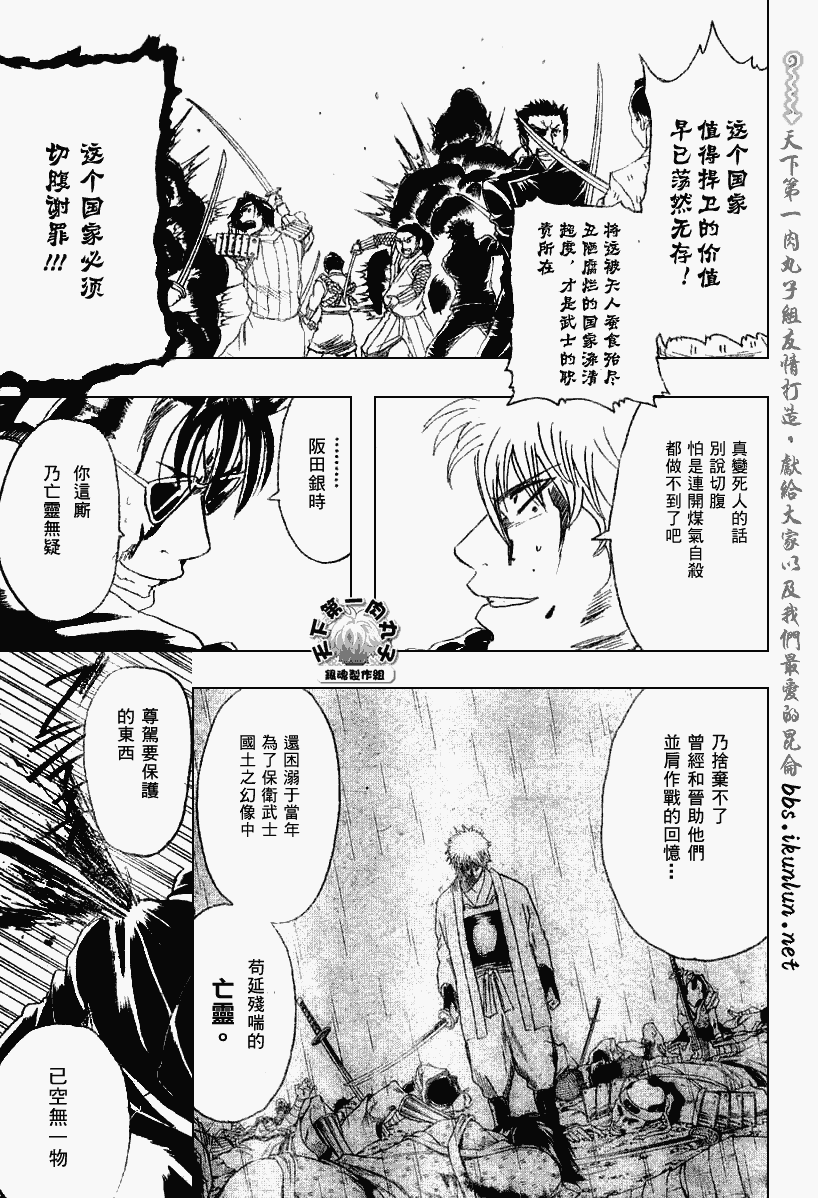 这个国家
值得捍卫的价值
早已荡然无存！
将这被天人蚕食殆尽
丑陋腐烂的国家涤清
超度，才是武士的职
责所在
这个国家必须
切腹谢罪!!!
真變死人的話
別說切腹
怕是連開煤氣自殺
都做不到了吧
………
阪田銀時
你這厮
乃亡靈無疑
乃捨棄不了
曾經和晉助他們
並肩作戰的回憶…
還困溺于當年
為了保衛武士
國土之幻像中
苟延殘喘的
亡靈。
尊駕要保護
的東西
已空無一物
天下第一肉丸子
銀魂製作組
天下第一肉丸子組友情打造，獻給大家以及我們最愛的昆侖 bbs.ikunlun.net